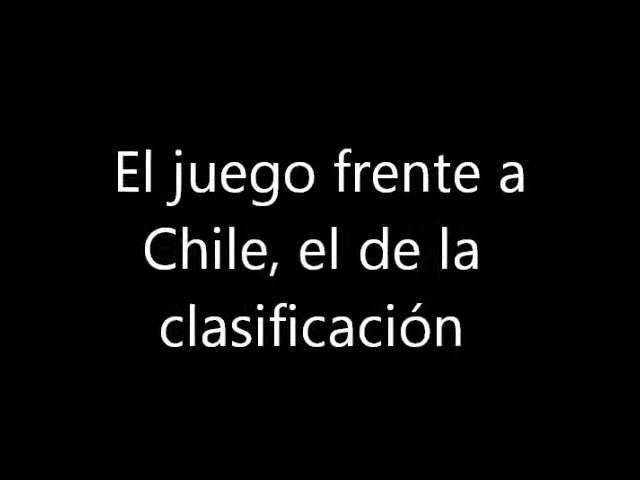 El juego frente a
Chile, el de la
clasificación